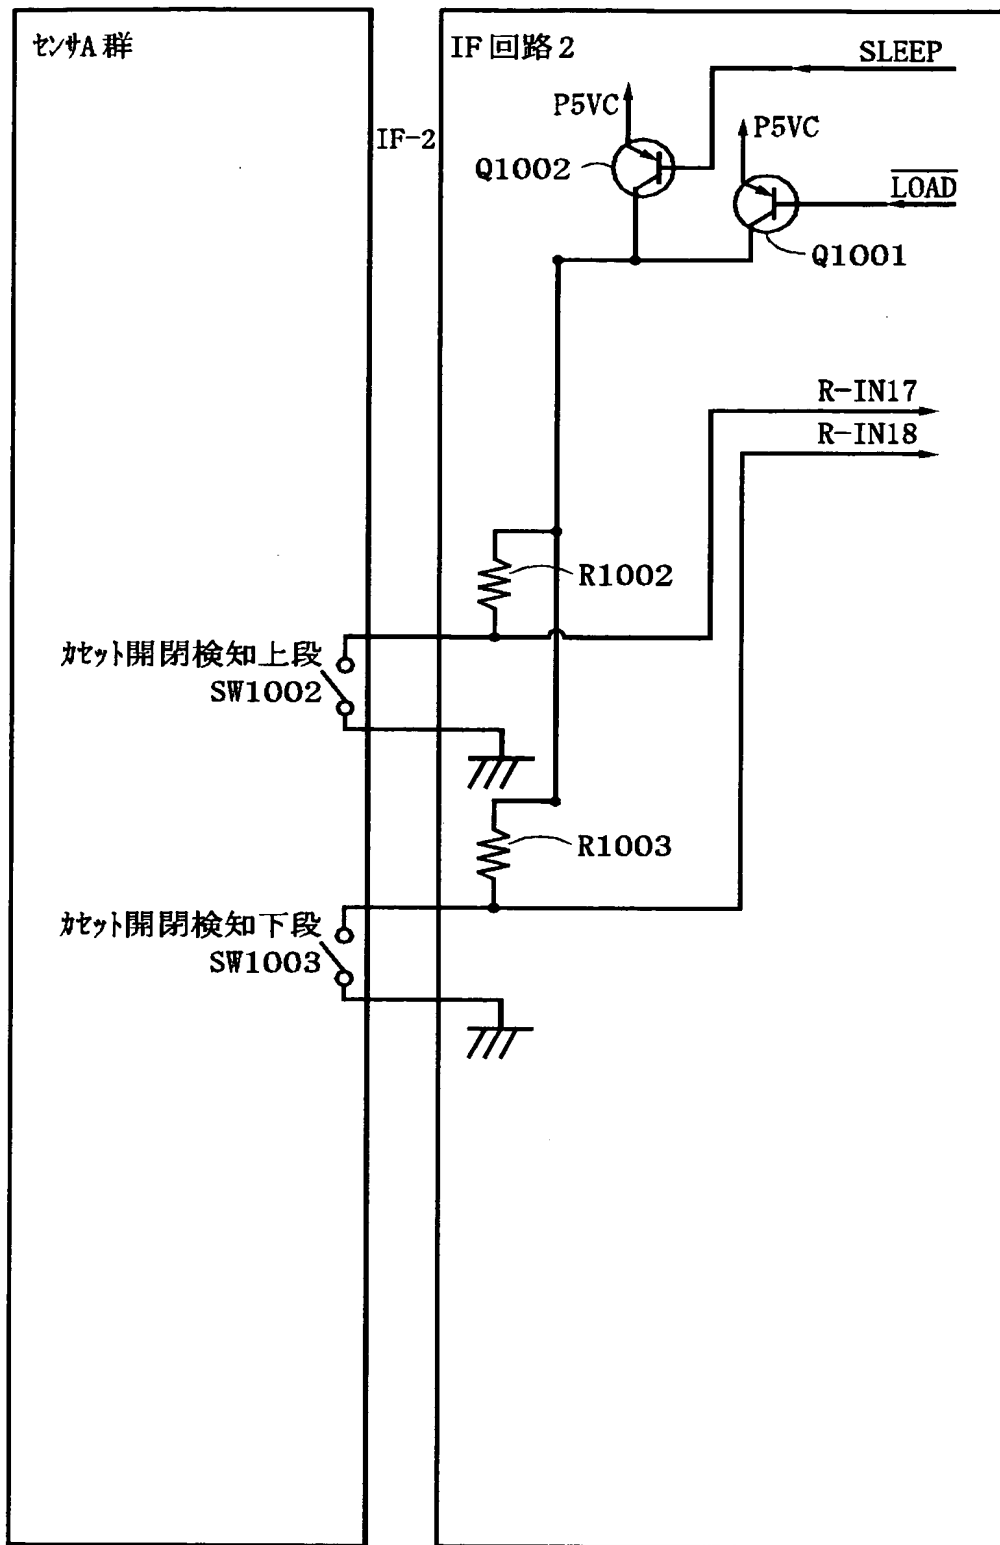 センサA群
IF回路2
SLEEP
P5VC
P5VC
IF-2
Q1002
LOAD
Q1001
R-IN17
R-IN18
R1002
カセット開閉検知上段
SW1002
R1003
カセット開閉検知下段
SW1003